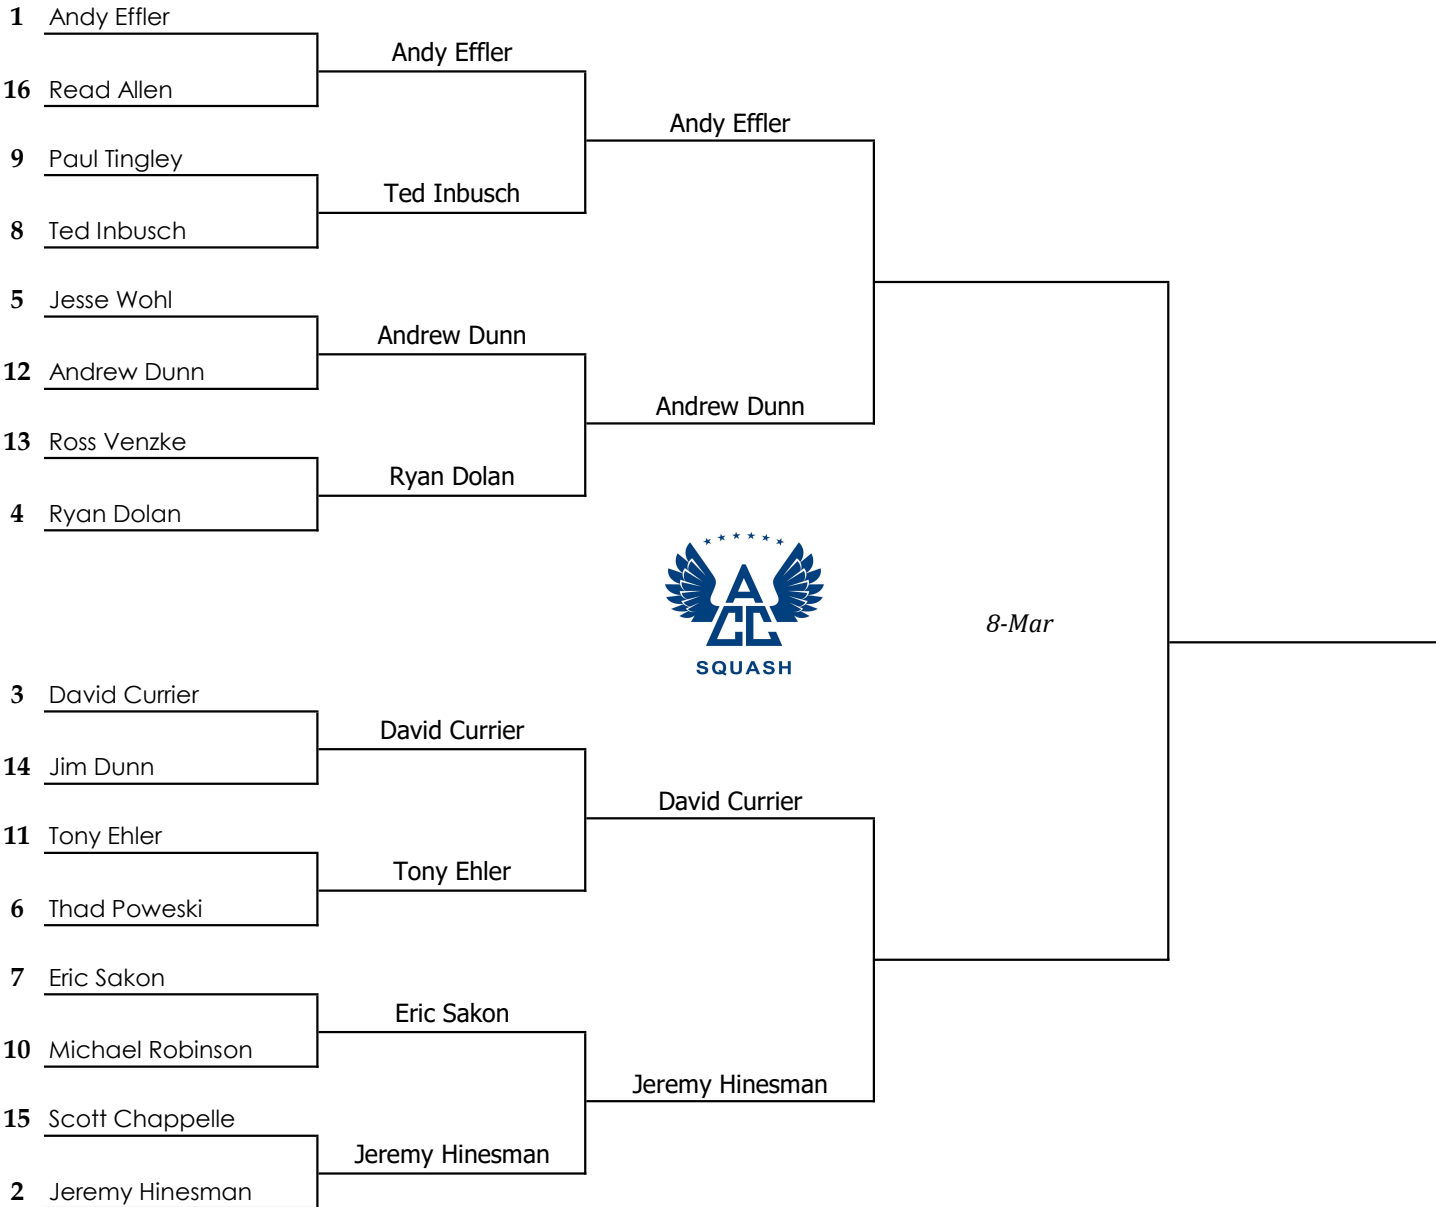 1 Andy Effler
Andy Effler
16 Read Allen
Andy Effler
9 Paul Tingley
Ted Inbusch
8 Ted Inbusch
5 Jesse Wohl
Andrew Dunn
12 Andrew Dunn
Andrew Dunn
13 Ross Venzke
Ryan Dolan
4 Ryan Dolan
ACC
SQUASH
8-Mar
3 David Currier
David Currier
14 Jim Dunn
David Currier
11 Tony Ehler
Tony Ehler
6 Thad Poweski
7 Eric Sakon
Eric Sakon
10 Michael Robinson
Jeremy Hinesman
15 Scott Chappelle
Jeremy Hinesman
2 Jeremy Hinesman